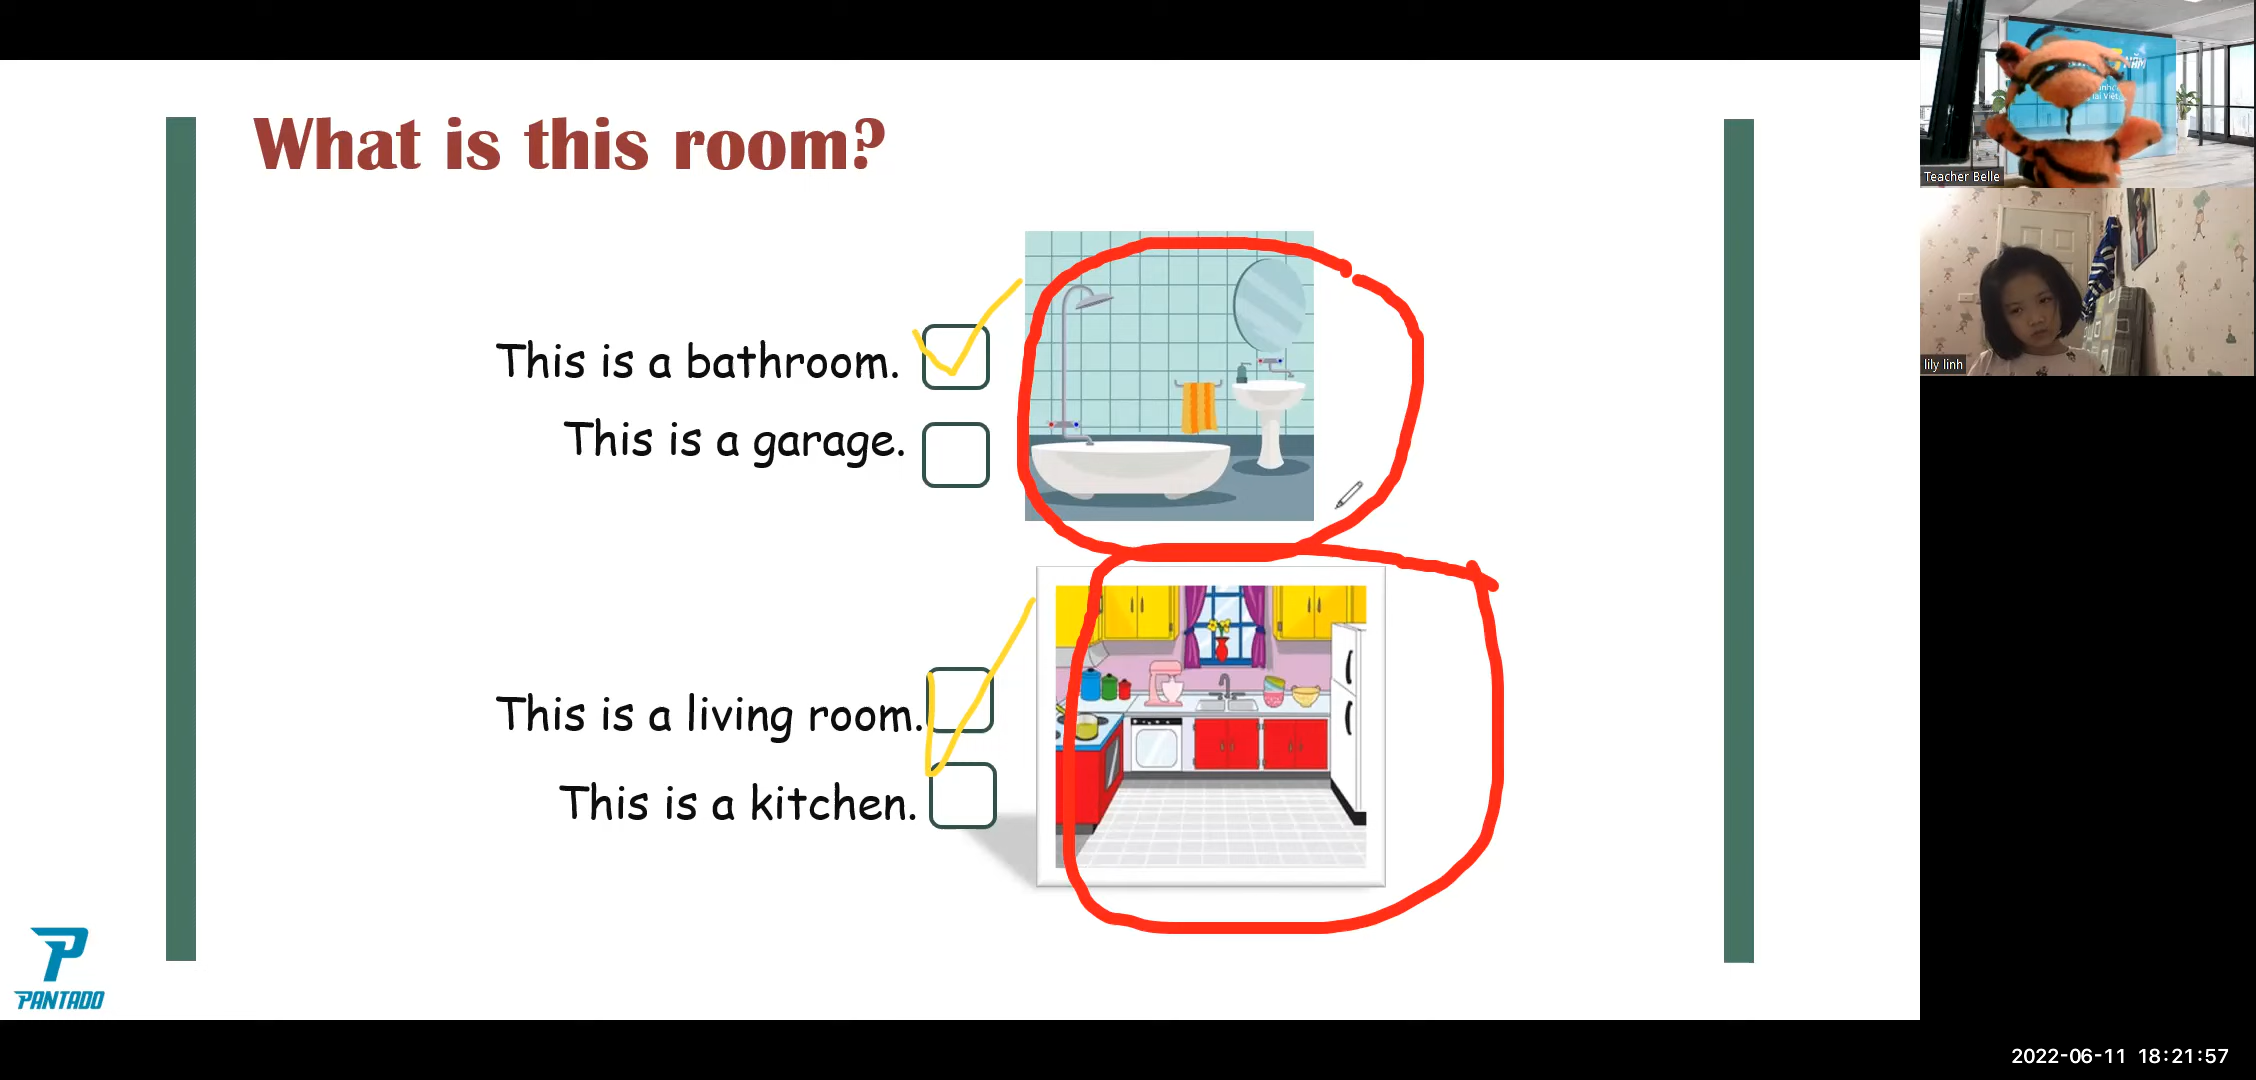 What is this room?
This is a bathroom.
This is a garage.
This is a living room.
This is a kitchen.
PANTADO
NĂM
Teacher Belle
lily linh
2022-06-11 18:21:57